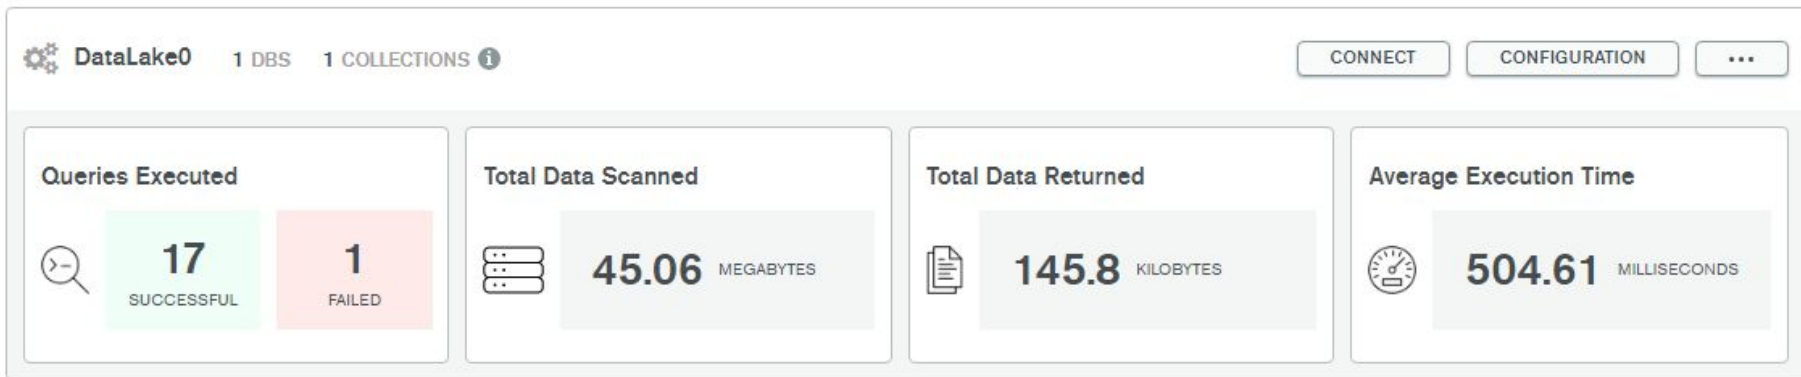 DataLake0 1 DBS 1 COLLECTIONS i CONNECT CONFIGURATION ...
Queries Executed
17 1
SUCCESSFUL FAILED
Total Data Scanned
45.06 MEGABYTES
Total Data Returned
145.8 KILOBYTES
Average Execution Time
504.61 MILLISECONDS